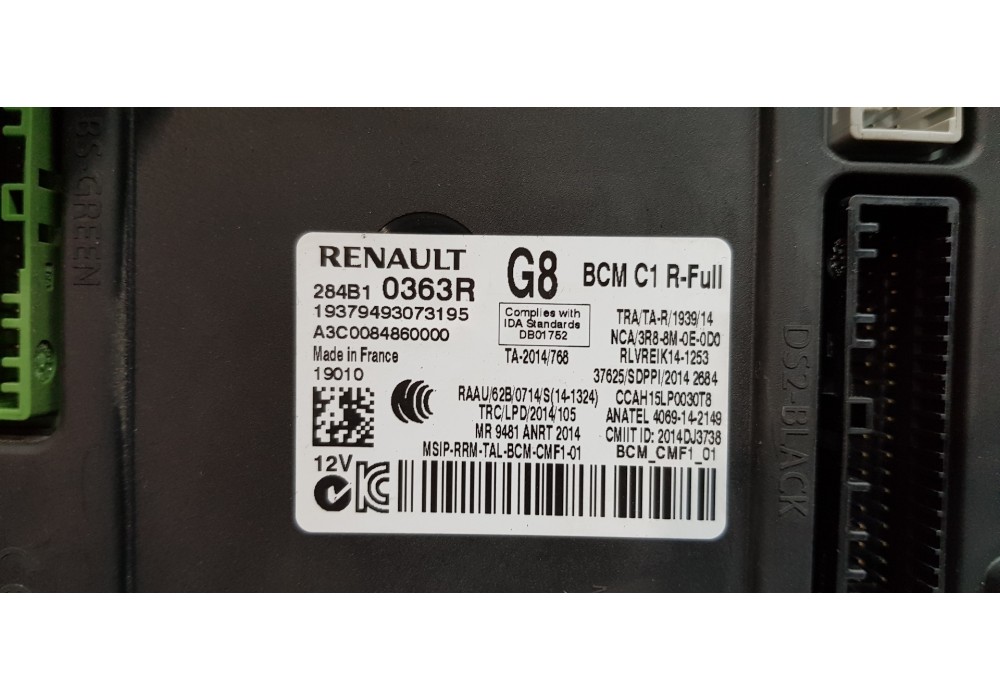 RENAULT G8 BCM C1 R-Full
284B1 0363R
19379493073195
A3C0084860000
Made in France
19010
Complies with
IDA Standards
DB01752
TA-2014/768
TRA/TA-R/1939/14
NCA/3R8-8M-0E-0D0
RLVREIK14-1253
37625/SDPPI/2014 2684
RAAU/62B/0714/S(14-1324)
CCAH15LP0030T8
TRC/LPD/2014/105
ANATEL 4069-14-2149
MR 9481 ANRT 2014
CMIIT ID: 2014DJ3738
MSIP-RRM-TAL-BCM-CMF1-01
BCM_CMF1_01
12V
BS-GREEN
DS2-BLACK